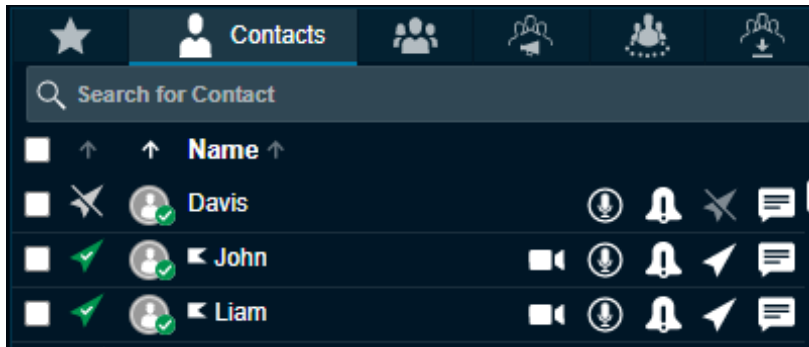 Contacts
Search for Contact
Name
Davis
John
Liam